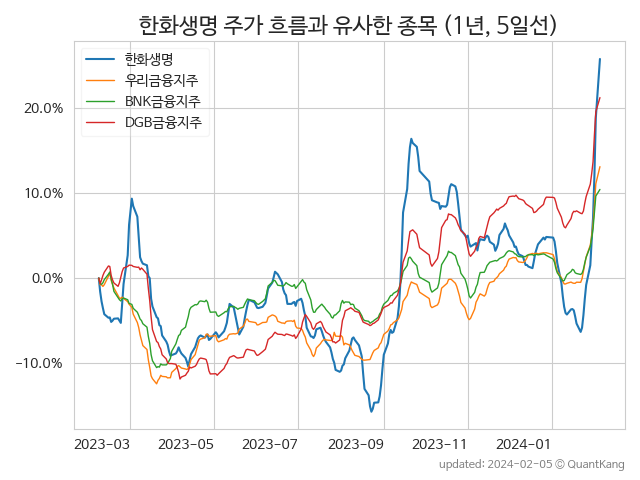 한화생명 주가 흐름과 유사한 종목 (1년, 5일선)
한화생명
우리금융지주
BNK금융지주
DGB금융지주
20.0%
10.0%
0.0%
−10.0%
2023-03 2023-05 2023-07 2023-09 2023-11 2024-01
updated: 2024-02-05 © QuantKang